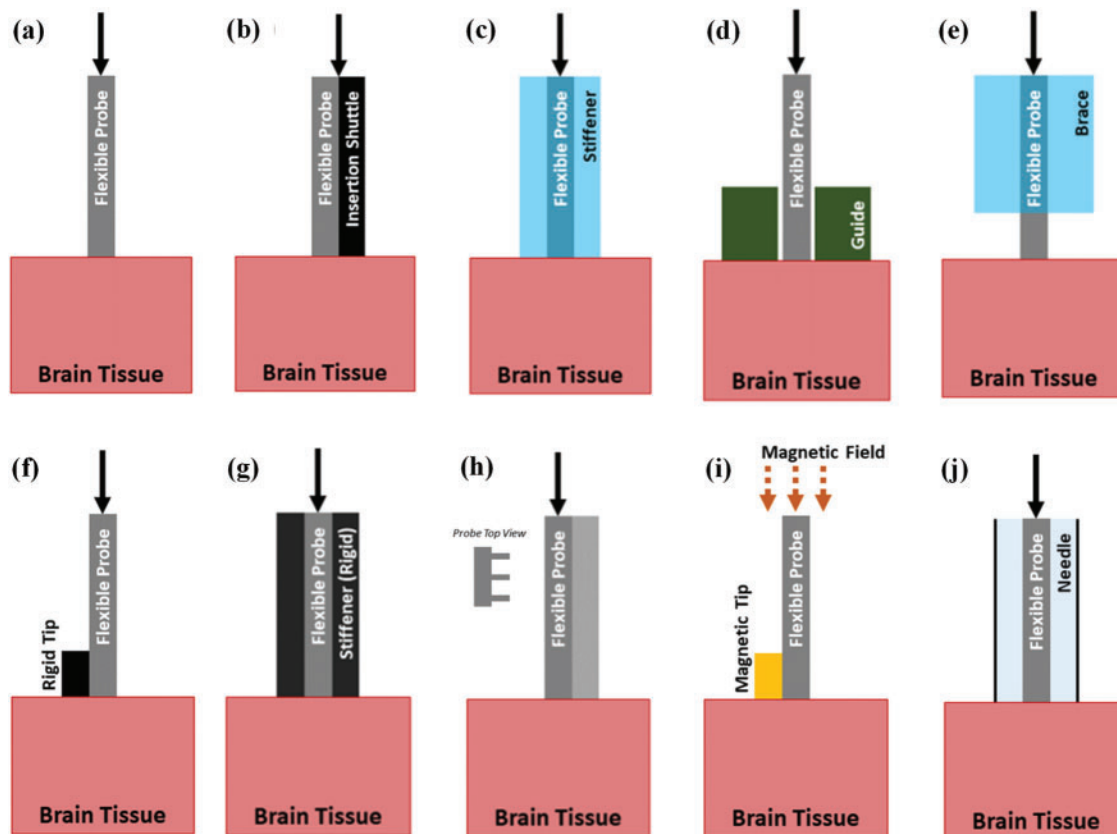 (a)
Flexible Probe
Brain Tissue
(b)
Flexible Probe
Insertion Shuttle
Brain Tissue
(c)
Flexible Probe
Stiffener
Brain Tissue
(d)
Flexible Probe
Guide
Brain Tissue
(e)
Flexible Probe
Brace
Brain Tissue
(f)
Rigid Tip
Flexible Probe
Brain Tissue
(g)
Flexible Probe
Stiffener (Rigid)
Brain Tissue
(h)
Probe Top View
Flexible Probe
Brain Tissue
(i)
Magnetic Field
Magnetic Tip
Flexible Probe
Brain Tissue
(j)
Flexible Probe
Needle
Brain Tissue